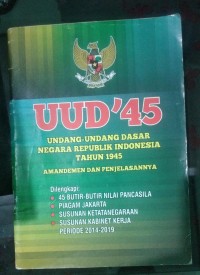 UUD'45
UNDANG-UNDANG DASAR
NEGARA REPUBLIK INDONESIA
TAHUN 1945
AMANDEMEN DAN PENJELASANNYA
Dilengkapi:
45 BUTIR-BUTIR NILAI PANCASILA
PIAGAM JAKARTA
SUSUNAN KETATANEGARAAN
SUSUNAN KABINET KERJA
PERIODE 2014-2019